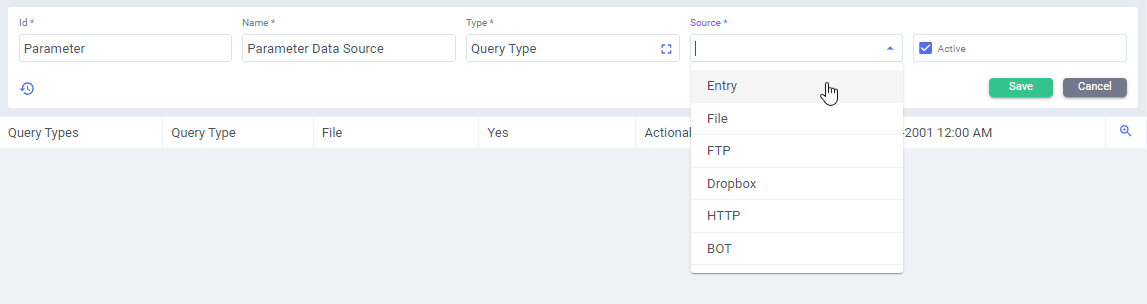 Id * Name * Type * Source *
Parameter Parameter Data Source Query Type Active
Entry
Save Cancel
File
Query Types Query Type File Yes Actional -2001 12:00 AM
FTP
Dropbox
HTTP
BOT